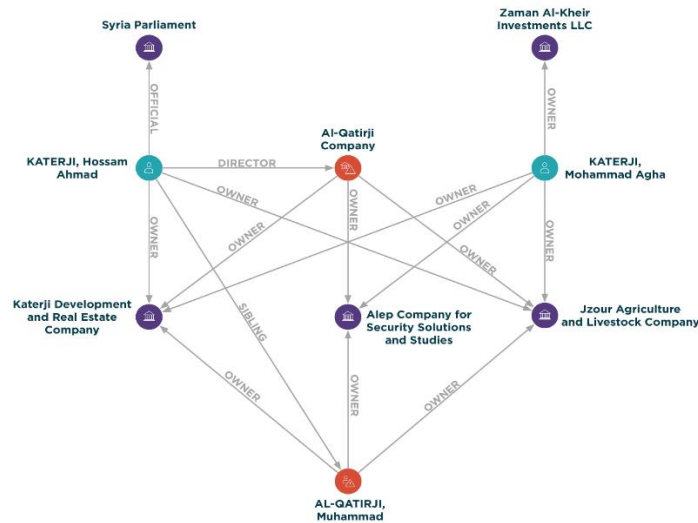 Syria Parliament
Zaman Al-Kheir
Investments LLC
OFFICIAL
OWNER
Al-Qatirji
Company
KATERJI, Hossam
Ahmad
DIRECTOR
KATERJI,
Mohammad Agha
OWNER
OWNER
OWNER
OWNER
OWNER
OWNER
OWNER
OWNER
OWNER
Katerji Development
and Real Estate
Company
Alep Company for
Security Solutions
and Studies
Jzour Agriculture
and Livestock Company
SIBLING
OWNER
OWNER
OWNER
AL-QATIRJI,
Muhammad